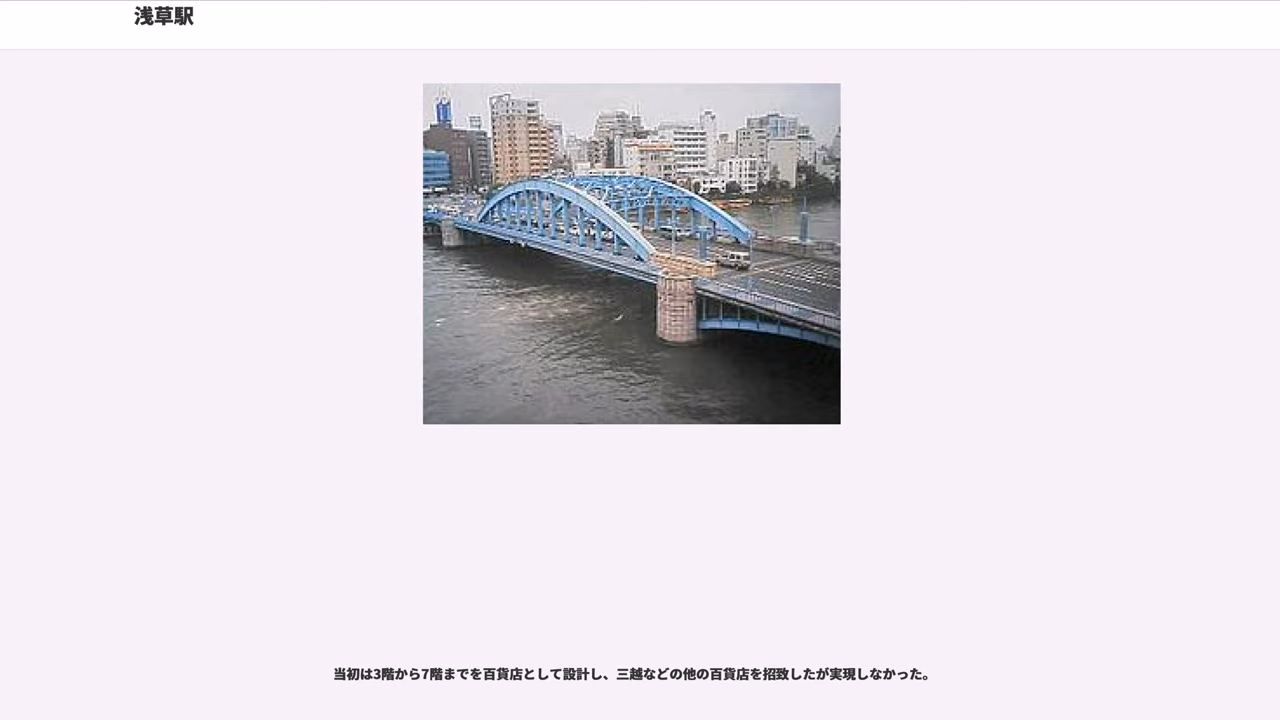 浅草駅
当初は3階から7階までを百貨店として設計し、三越などの他の百貨店を招致したが実現しなかった。